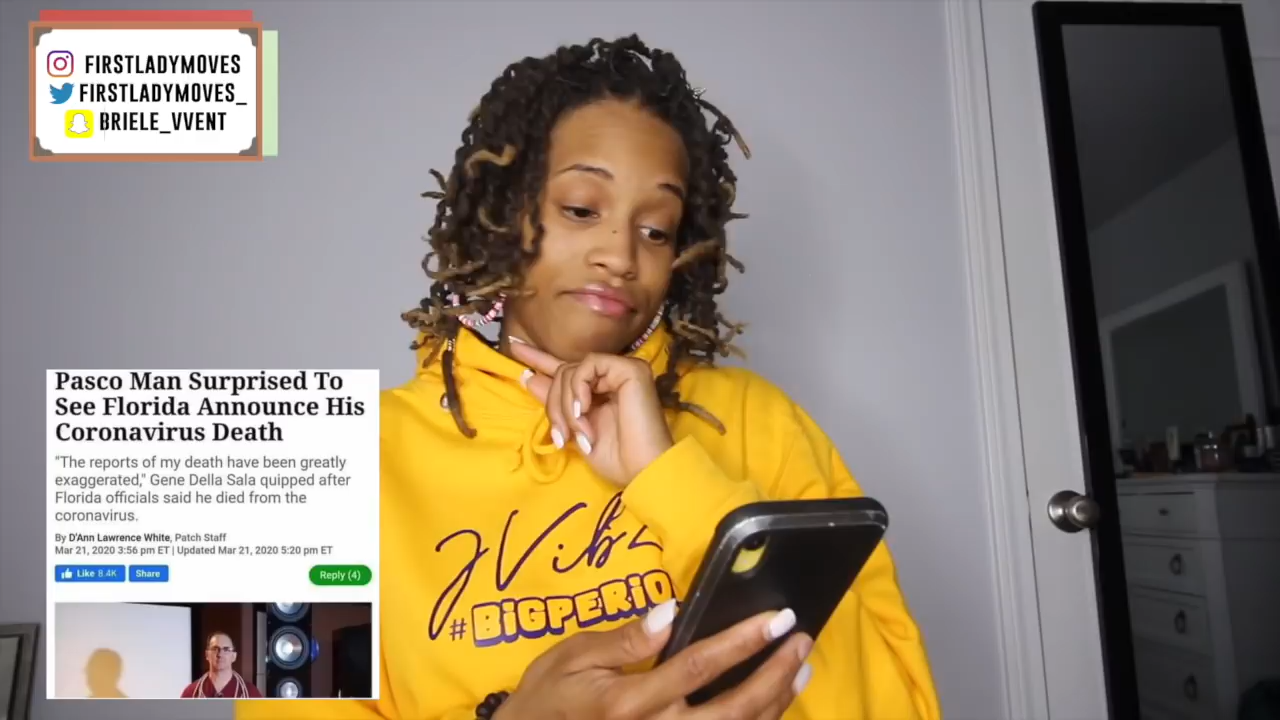 FIRSTLADYMOVES
FIRSTLADYMOVES_
BRIELE_VVENT
Pasco Man Surprised To
See Florida Announce His
Coronavirus Death
"The reports of my death have been greatly
exaggerated," Gene Della Sala quipped after
Florida officials said he died from the
coronavirus.
By D'Ann Lawrence White, Patch Staff
Mar 21, 2020 3:56 pm ET | Updated Mar 21, 2020 5:20 pm ET
Like 8.4K Share Reply (4)
JVibz
#BIGPERIO